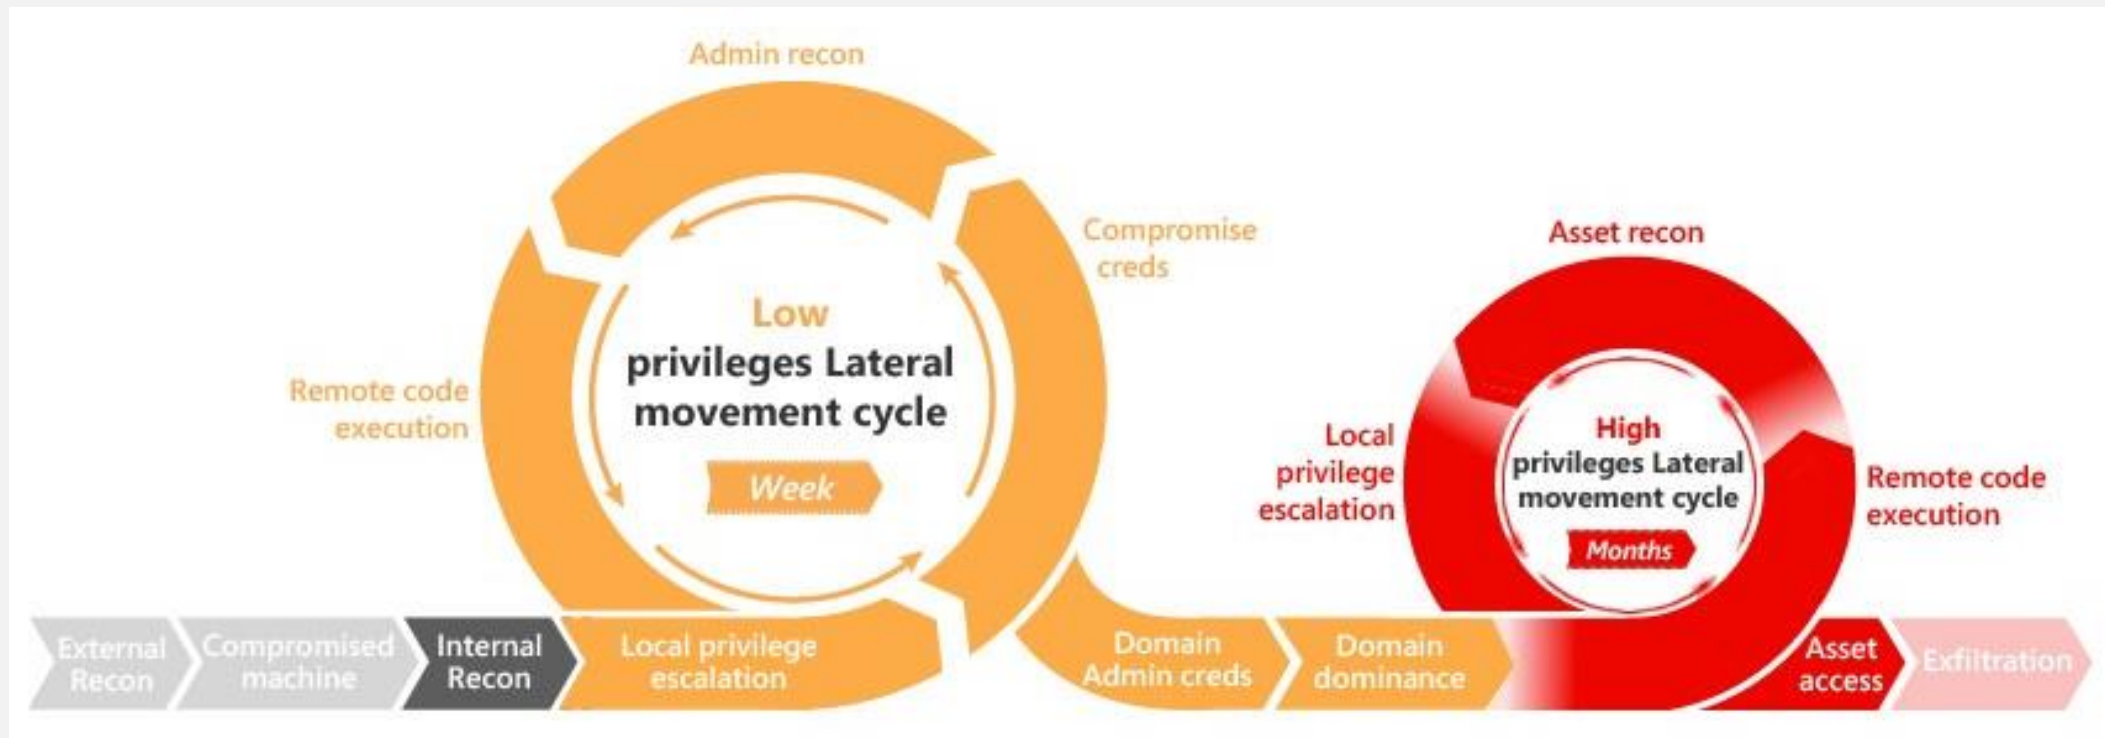 Admin recon
Compromise
creds
Remote code
execution
Low
privileges Lateral
movement cycle
Week
Asset recon
Local
privilege
escalation
High
privileges Lateral
movement cycle
Months
Remote code
execution
External
Recon
Compromised
machine
Internal
Recon
Local privilege
escalation
Domain
Admin creds
Domain
dominance
Asset
access
Exfiltration